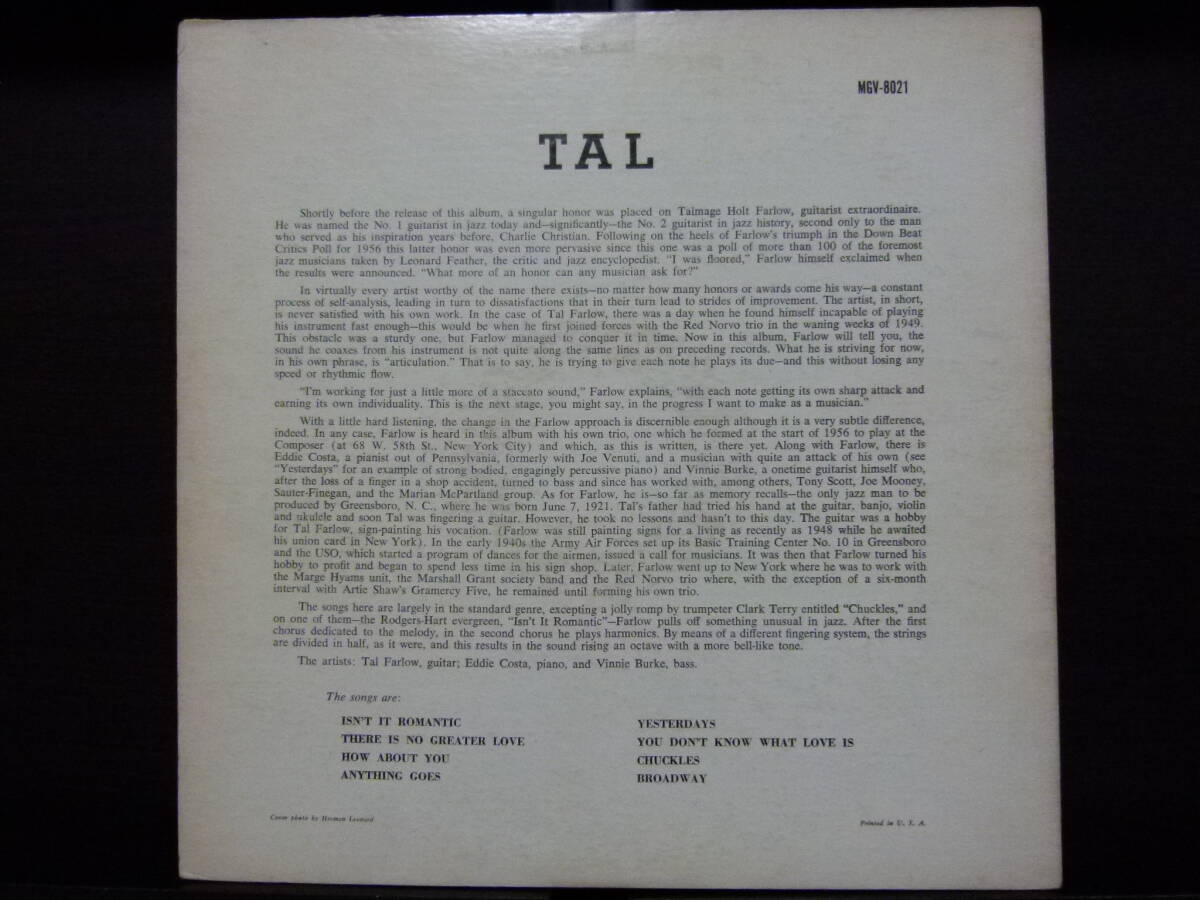 MGV-8021
TAL
Shortly before the release of this album, a singular honor was placed on Talmage Holt Farlow, guitarist extraordinaire.
He was named the No. 1 guitarist in jazz today and—significantly—the No. 2 guitarist in jazz history, second only to the man
who served as his inspiration years before, Charlie Christian. Following on the heels of Farlow's triumph in the Down Beat
Critics Poll for 1956 this latter honor was even more pervasive since this one was a poll of more than 100 of the foremost
jazz musicians taken by Leonard Feather, the critic and jazz encyclopedist. "I was floored," Farlow himself exclaimed when
the results were announced. "What more of an honor can any musician ask for?"
In virtually every artist worthy of the name there exists—no matter how many honors or awards come his way—a constant
process of self-analysis, leading in turn to dissatisfactions that in their turn lead to strides of improvement. The artist, in short,
is never satisfied with his own work. In the case of Tal Farlow, there was a day when he found himself incapable of playing
his instrument fast enough—this would be when he first joined forces with the Red Norvo trio in the waning weeks of 1949.
This obstacle was a sturdy one, but Farlow managed to conquer it in time. Now in this album, Farlow will tell you, the
sound he coaxes from his instrument is not quite along the same lines as on preceding records. What he is striving for now,
in his own phrase, is "articulation." That is to say, he is trying to give each note he plays its due—and this without losing any
speed or rhythmic flow.
"I'm working for just a little more of a staccato sound," Farlow explains, "with each note getting its own sharp attack and
earning its own individuality. This is the next stage, you might say, in the progress I want to make as a musician."
With a little hard listening, the change in the Farlow approach is discernible enough although it is a very subtle difference,
indeed. In any case, Farlow is heard in this album with his own trio, one which he formed at the start of 1956 to play at the
Composer (at 68 W. 58th St., New York City) and which, as this is written, is there yet. Along with Farlow, there is
Eddie Costa, a pianist out of Pennsylvania, formerly with Joe Venuti, and a musician with quite an attack of his own (see
"Yesterdays" for an example of strong bodied, engagingly percussive piano) and Vinnie Burke, a onetime guitarist himself who,
after the loss of a finger in a shop accident, turned to bass and since has worked with, among others, Tony Scott, Joe Mooney,
Sauter-Finegan, and the Marian McPartland group. As for Farlow, he is—so far as memory recalls—the only jazz man to be
produced by Greensboro, N. C., where he was born June 7, 1921. Tal's father had tried his hand at the guitar, banjo, violin
and ukulele and soon Tal was fingering a guitar. However, he took no lessons and hasn't to this day. The guitar was a hobby
for Tal Farlow, sign-painting his vocation. (Farlow was still painting signs for a living as recently as 1948 while he awaited
his union card in New York). In the early 1940s the Army Air Forces set up its Basic Training Center No. 10 in Greensboro
and the USO, which started a program of dances for the airmen, issued a call for musicians. It was then that Farlow turned his
hobby to profit and began to spend less time in his sign shop. Later, Farlow went up to New York where he was to work with
the Marge Hyams unit, the Marshall Grant society band and the Red Norvo trio where, with the exception of a six-month
interval with Artie Shaw's Gramercy Five, he remained until forming his own trio.
The songs here are largely in the standard genre, excepting a jolly romp by trumpeter Clark Terry entitled "Chuckles," and
on one of them—the Rodgers-Hart evergreen, "Isn't It Romantic"—Farlow pulls off something unusual in jazz. After the first
chorus dedicated to the melody, in the second chorus he plays harmonics. By means of a different fingering system, the strings
are divided in half, as it were, and this results in the sound rising an octave with a more bell-like tone.
The artists: Tal Farlow, guitar; Eddie Costa, piano, and Vinnie Burke, bass.
The songs are:
ISN'T IT ROMANTIC
THERE IS NO GREATER LOVE
HOW ABOUT YOU
ANYTHING GOES
YESTERDAYS
YOU DON'T KNOW WHAT LOVE IS
CHUCKLES
BROADWAY
Cover photo by Herman Leonard
Printed in U. S. A.